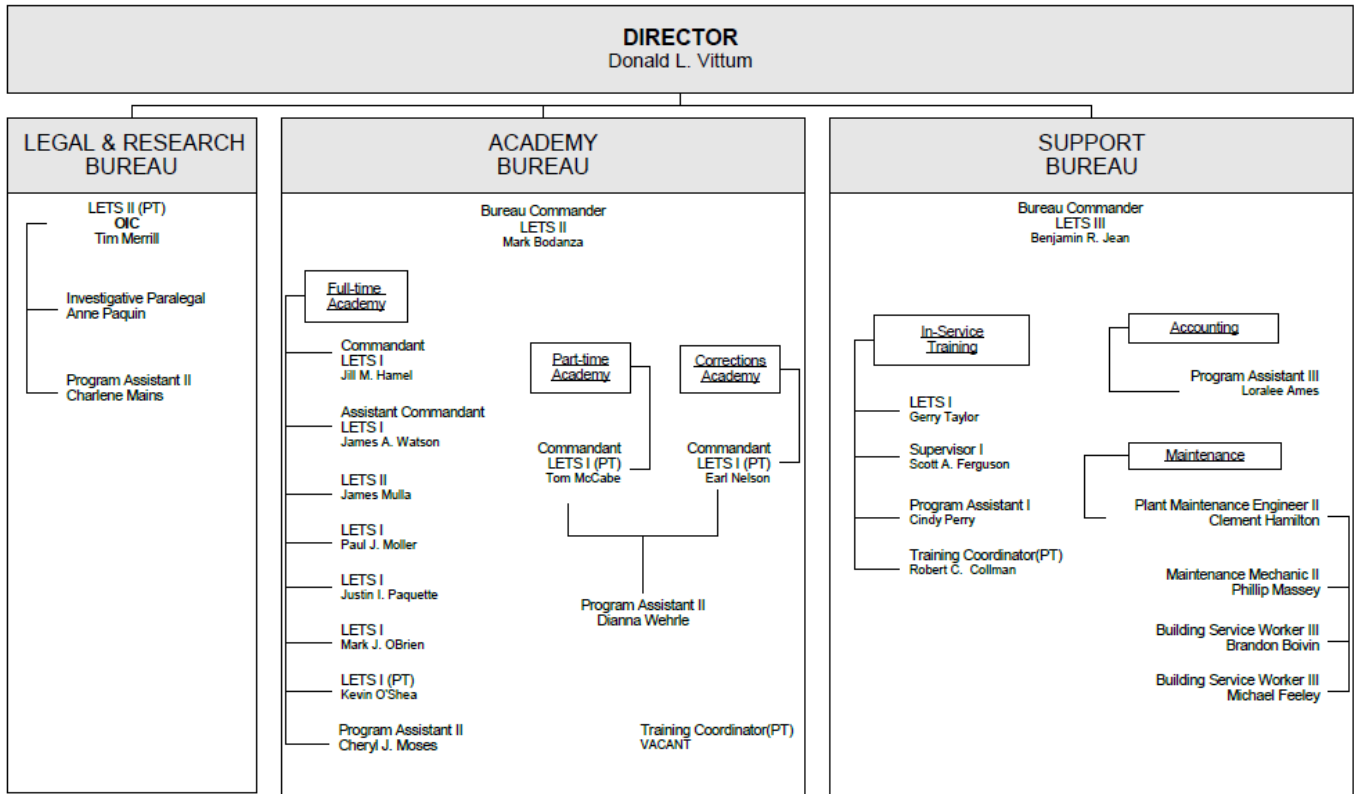 DIRECTOR
Donald L. Vittum
LEGAL & RESEARCH
BUREAU
LETS II (PT)
OIC
Tim Merrill
Investigative Paralegal
Anne Paquin
Program Assistant II
Charlene Mains
ACADEMY
BUREAU
Bureau Commander
LETS II
Mark Bodanza
Full-time
Academy
Commandant
LETS I
Jill M. Hamel
Assistant Commandant
LETS I
James A. Watson
LETS II
James Mulla
LETS I
Paul J. Moller
LETS I
Justin I. Paquette
LETS I
Mark J. OBrien
LETS I (PT)
Kevin O'Shea
Program Assistant II
Cheryl J. Moses
Part-time
Academy
Commandant
LETS I (PT)
Tom McCabe
Corrections
Academy
Commandant
LETS I (PT)
Earl Nelson
Program Assistant II
Dianna Wehrle
Training Coordinator(PT)
VACANT
SUPPORT
BUREAU
Bureau Commander
LETS III
Benjamin R. Jean
In-Service
Training
LETS I
Gerry Taylor
Supervisor I
Scott A. Ferguson
Program Assistant I
Cindy Perry
Training Coordinator(PT)
Robert C. Collman
Accounting
Program Assistant III
Loralee Ames
Maintenance
Plant Maintenance Engineer II
Clement Hamilton
Maintenance Mechanic II
Phillip Massey
Building Service Worker III
Brandon Boivin
Building Service Worker III
Michael Feeley